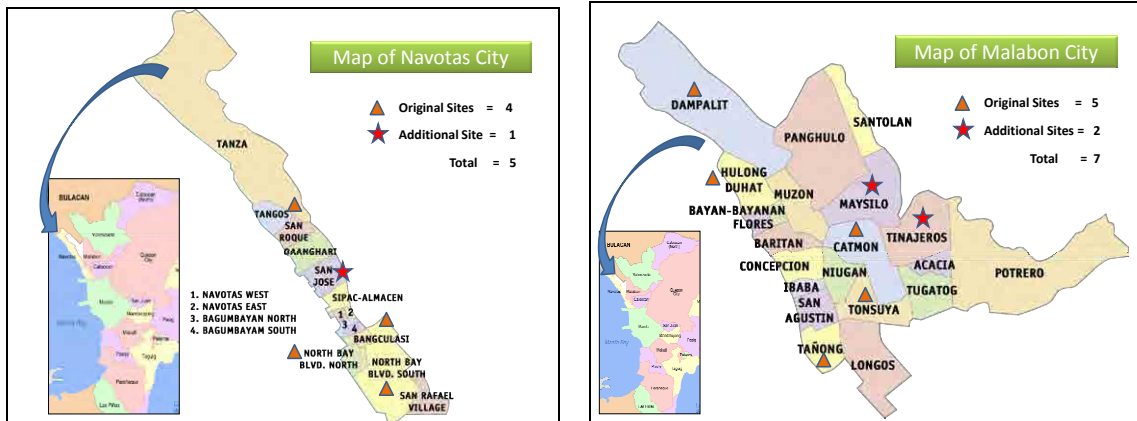 Map of Navotas City
Original Sites = 4
Additional Site = 1
Total = 5
TANZA
TANGOS
SAN
ROQUE
DAANGHARI
SAN
JOSE
SIPAC-ALMACEN
1 2
3 4
BANGCULASI
NORTH BAY
BLVD. NORTH
NORTH BAY
BLVD. SOUTH
SAN RAFAEL
VILLAGE
1. NAVOTAS WEST
2. NAVOTAS EAST
3. BAGUMBAYAN NORTH
4. BAGUMBAYAM SOUTH
BULACAN
Map of Malabon City
Original Sites = 5
Additional Sites = 2
Total = 7
DAMPALIT
PANGHULO
SANTOLAN
HULONG
DUHAT
MUZON
MAYSILO
BAYAN-BAYANAN
FLORES
CATMON
TINAJEROS
BARITAN
CONCEPCION
NIUGAN
ACACIA
POTRERO
IBABA
TUGATOG
SAN
AGUSTIN
TONSUYA
TAÑONG
LONGOS
BULACAN